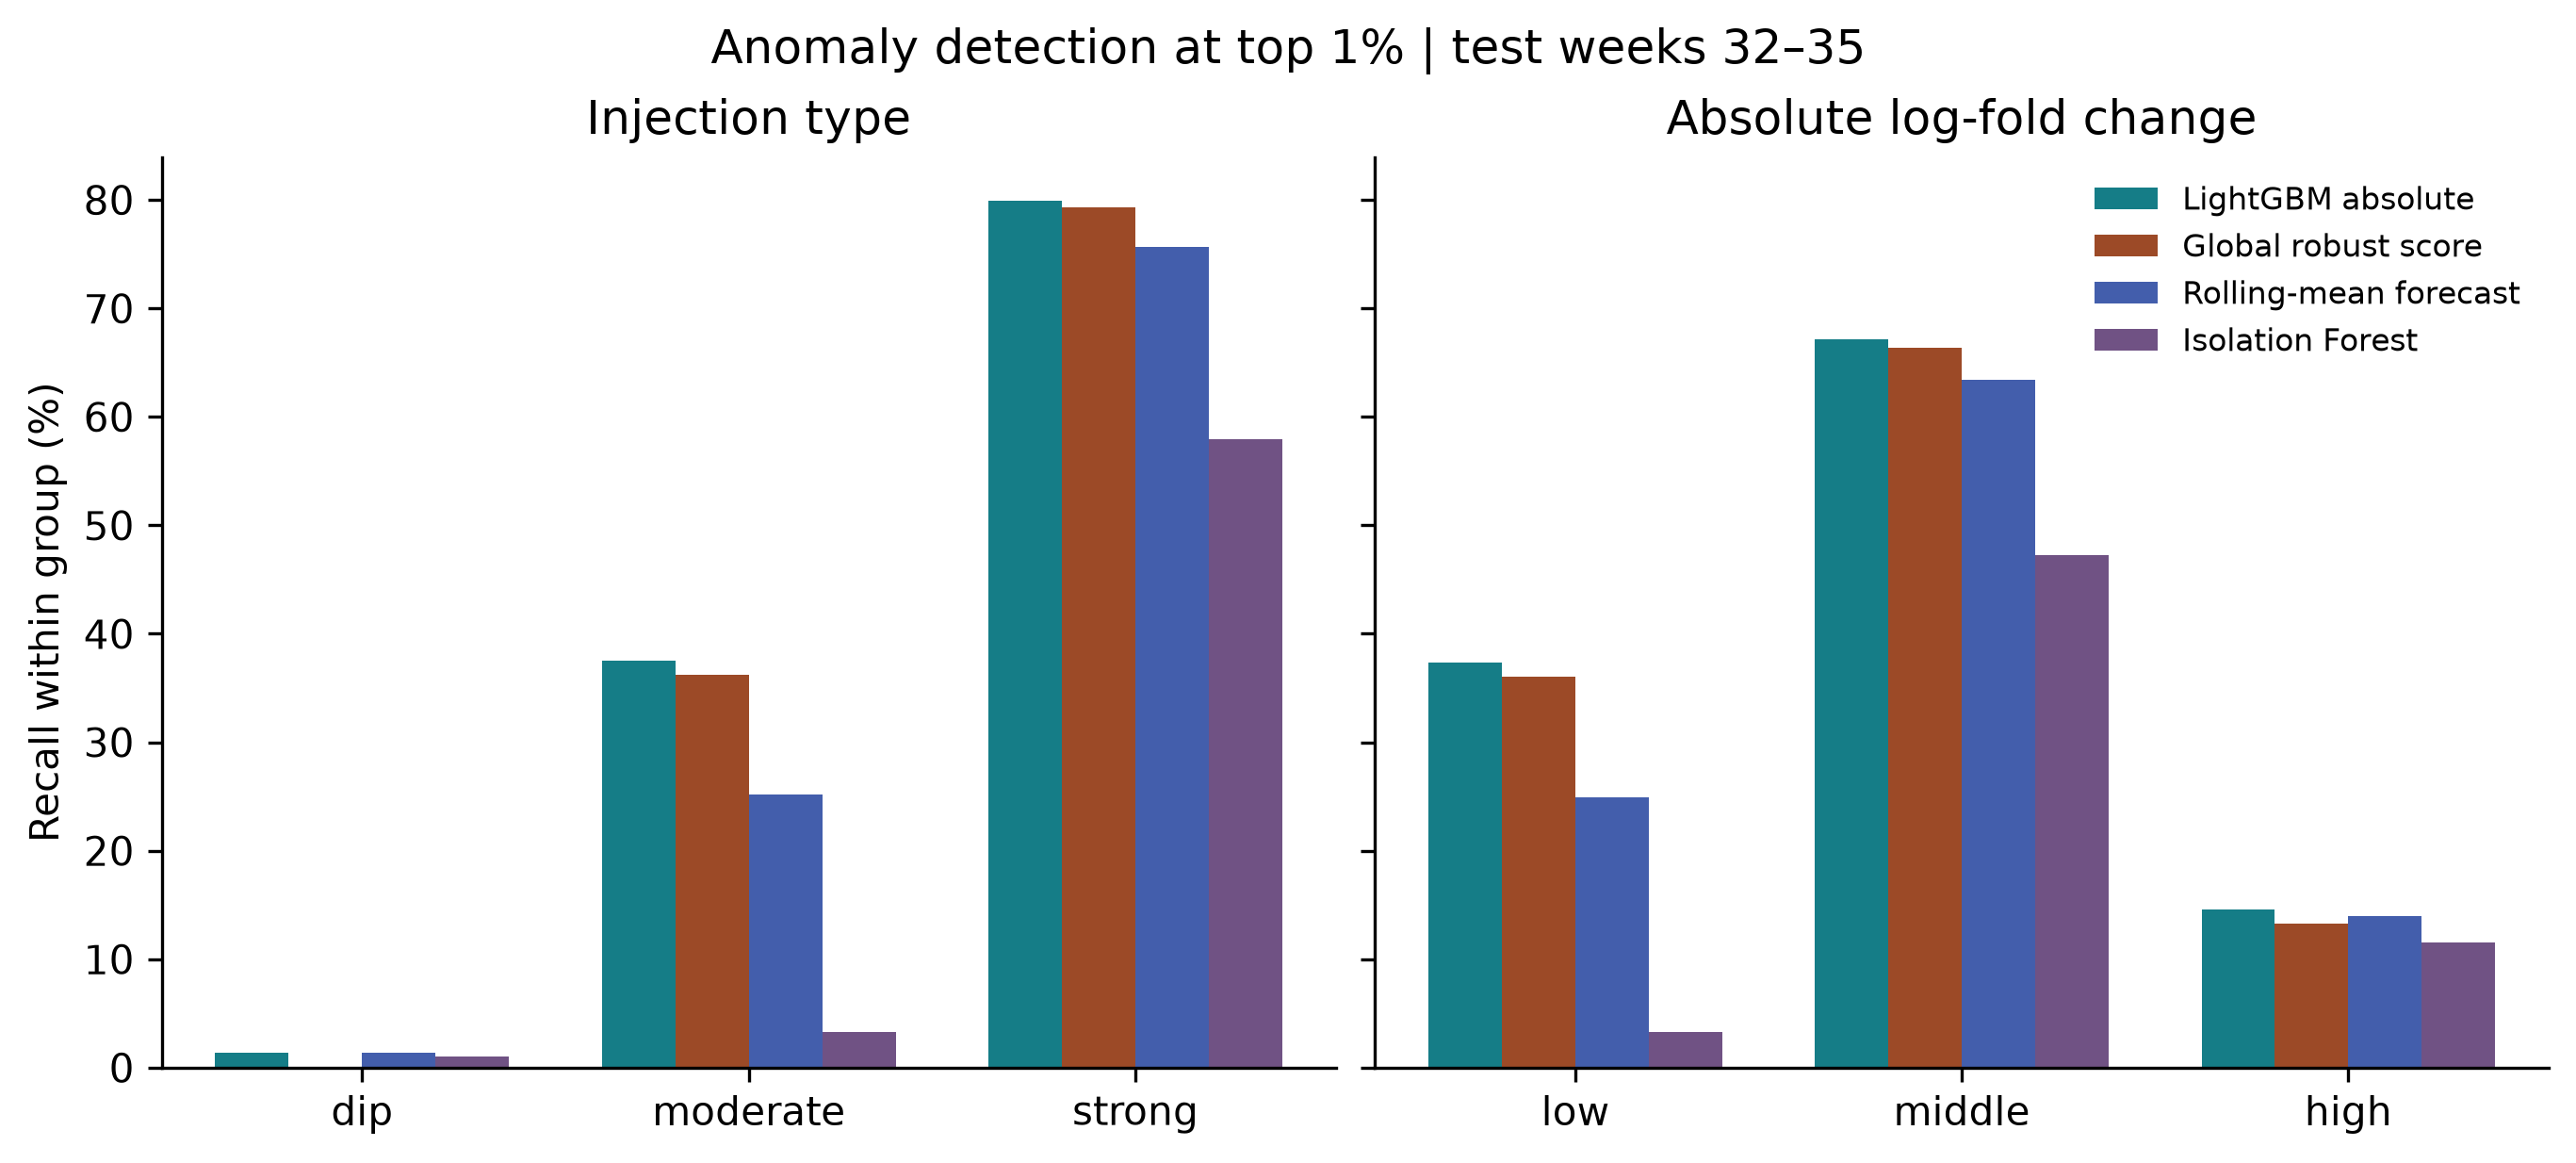 Anomaly detection at top 1% | test weeks 32–35
Injection type
Recall within group (%)
80
70
60
50
40
30
20
10
0
dip
moderate
strong
Absolute log-fold change
LightGBM absolute
Global robust score
Rolling-mean forecast
Isolation Forest
low
middle
high